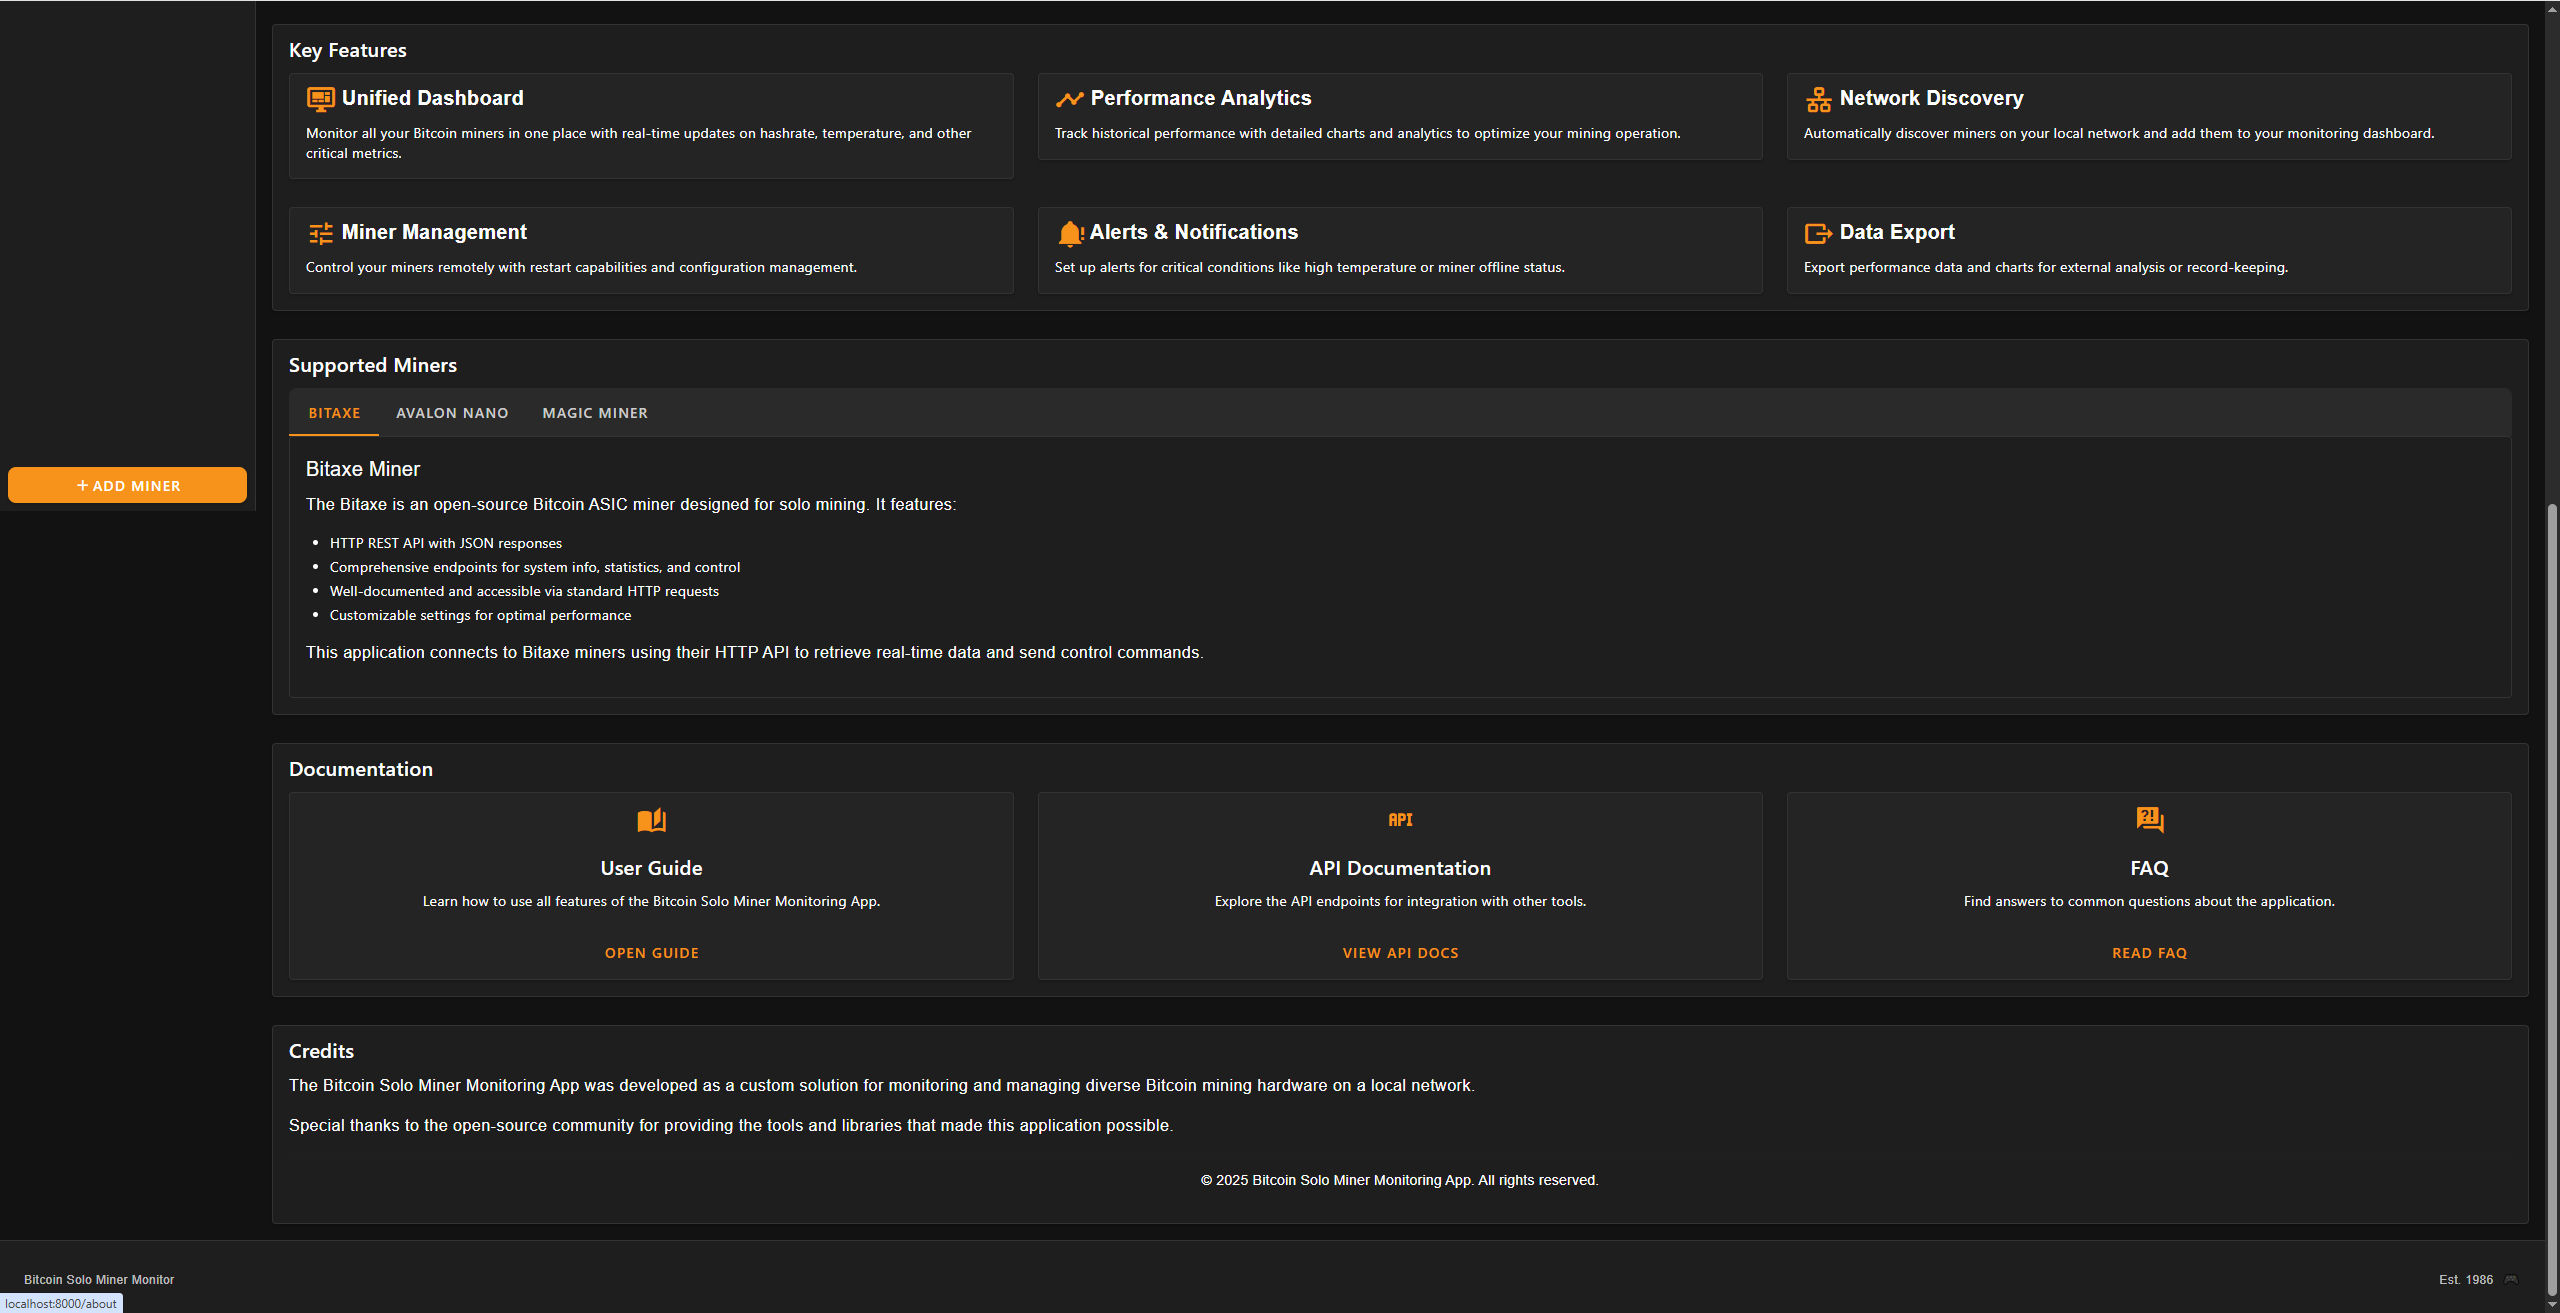 Key Features
Unified Dashboard
Monitor all your Bitcoin miners in one place with real-time updates on hashrate, temperature, and other
critical metrics.
Performance Analytics
Track historical performance with detailed charts and analytics to optimize your mining operation.
Network Discovery
Automatically discover miners on your local network and add them to your monitoring dashboard.
Miner Management
Control your miners remotely with restart capabilities and configuration management.
Alerts & Notifications
Set up alerts for critical conditions like high temperature or miner offline status.
Data Export
Export performance data and charts for external analysis or record-keeping.
Supported Miners
BITAXE
AVALON NANO
MAGIC MINER
+ ADD MINER
Bitaxe Miner
The Bitaxe is an open-source Bitcoin ASIC miner designed for solo mining. It features:
• HTTP REST API with JSON responses
• Comprehensive endpoints for system info, statistics, and control
• Well-documented and accessible via standard HTTP requests
• Customizable settings for optimal performance
This application connects to Bitaxe miners using their HTTP API to retrieve real-time data and send control commands.
Documentation
User Guide
Learn how to use all features of the Bitcoin Solo Miner Monitoring App.
OPEN GUIDE
API
API Documentation
Explore the API endpoints for integration with other tools.
VIEW API DOCS
?!
FAQ
Find answers to common questions about the application.
READ FAQ
Credits
The Bitcoin Solo Miner Monitoring App was developed as a custom solution for monitoring and managing diverse Bitcoin mining hardware on a local network.
Special thanks to the open-source community for providing the tools and libraries that made this application possible.
© 2025 Bitcoin Solo Miner Monitoring App. All rights reserved.
Bitcoin Solo Miner Monitor
Est. 1986
localhost:8000/about